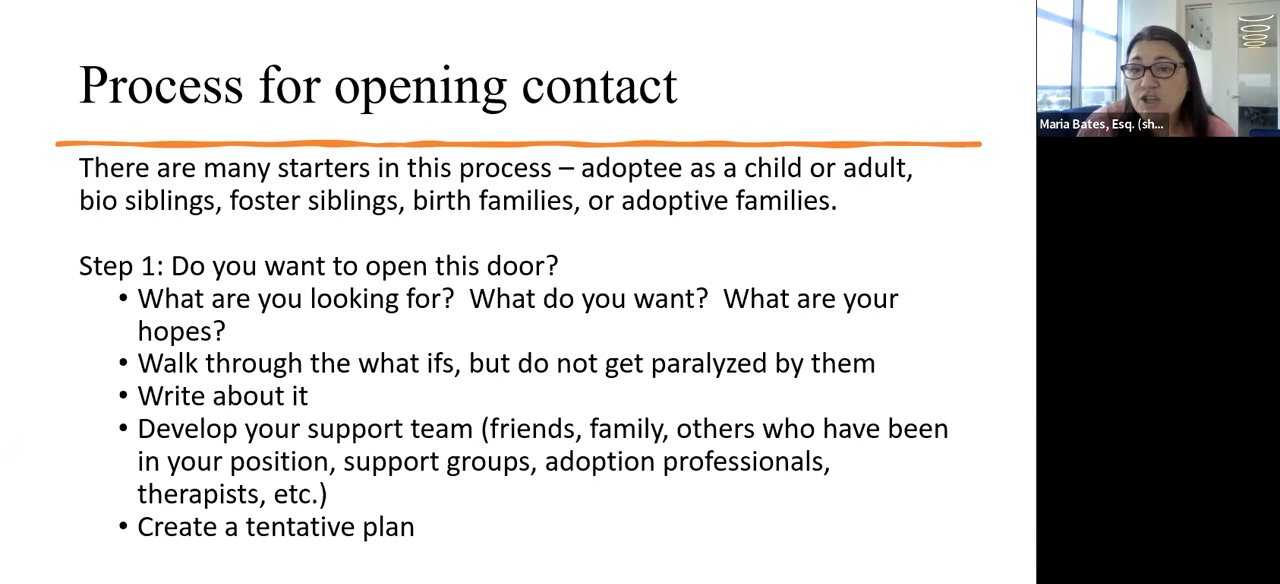 Process for opening contact
There are many starters in this process – adoptee as a child or adult,
bio siblings, foster siblings, birth families, or adoptive families.
Step 1: Do you want to open this door?
• What are you looking for?  What do you want?  What are your
hopes?
• Walk through the what ifs, but do not get paralyzed by them
• Write about it
• Develop your support team (friends, family, others who have been
in your position, support groups, adoption professionals,
therapists, etc.)
• Create a tentative plan
Maria Bates, Esq. (sh...